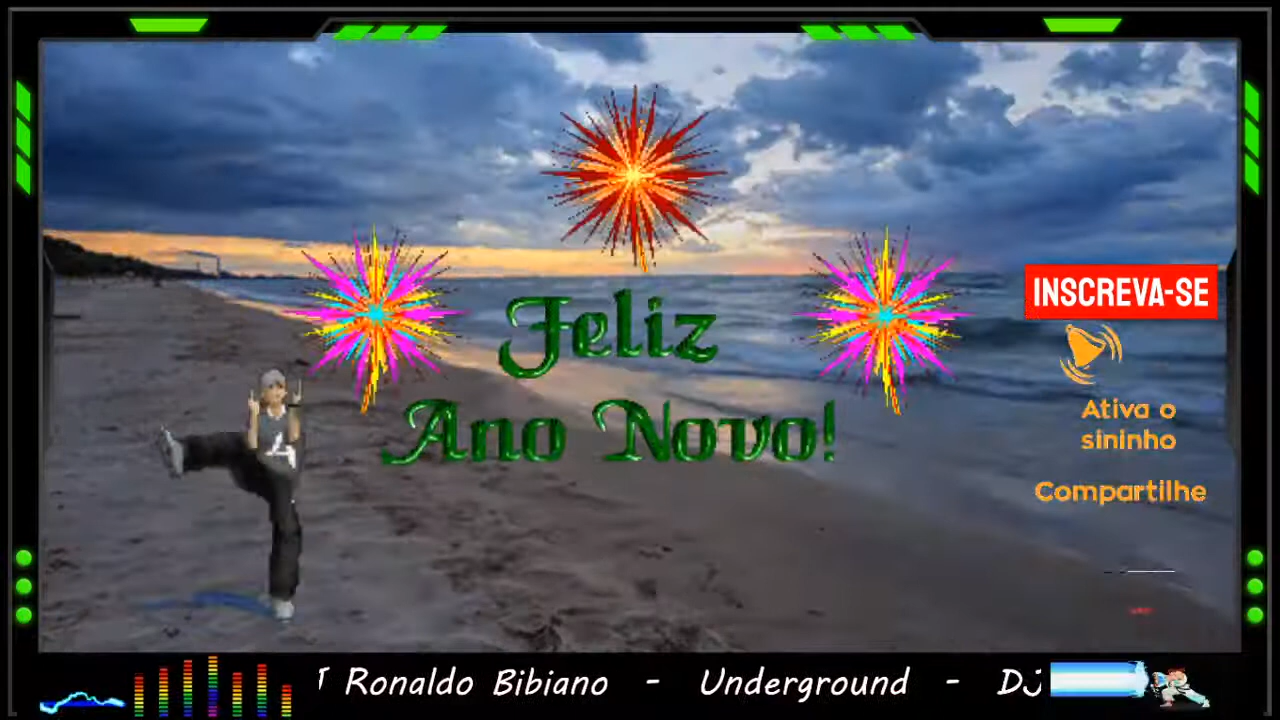 Feliz
Ano Novo!
INSCREVA-SE
Ativa o
sininho
Compartilhe
Ronaldo Bibiano - Underground - DJ